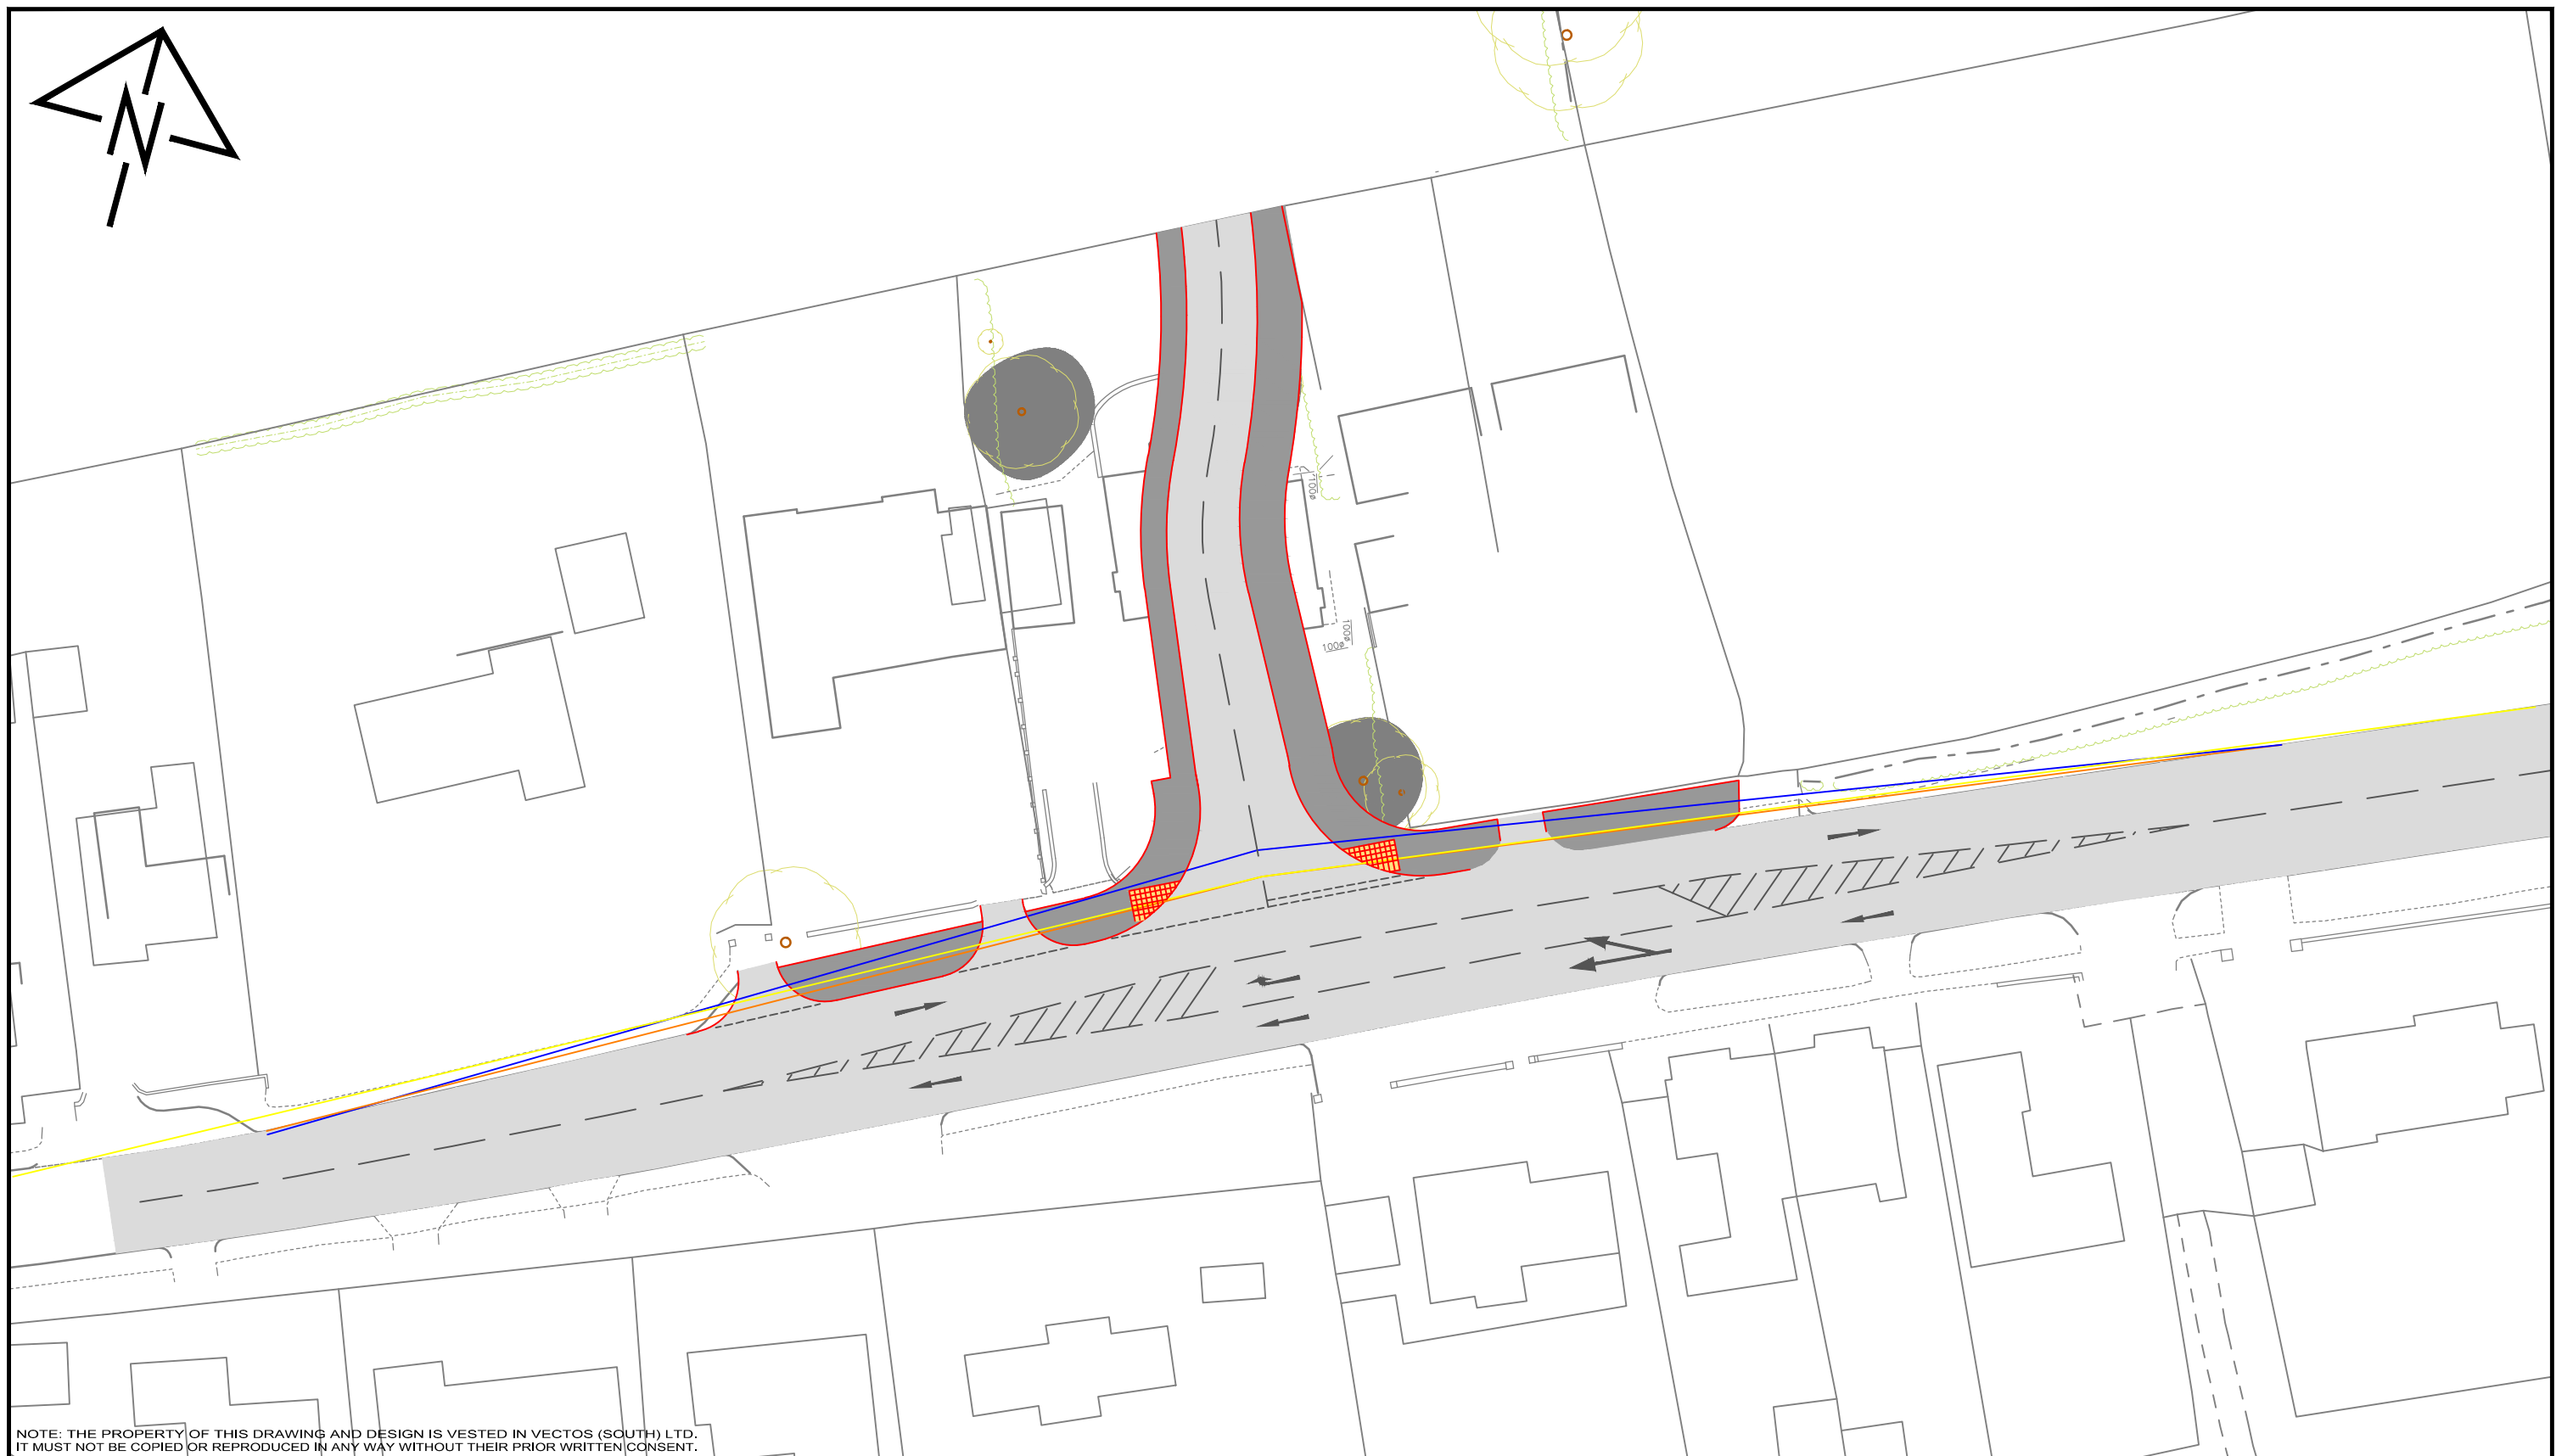 N
100ø
100ø
100ø
NOTE: THE PROPERTY OF THIS DRAWING AND DESIGN IS VESTED IN VECTOS (SOUTH) LTD.
IT MUST NOT BE COPIED OR REPRODUCED IN ANY WAY WITHOUT THEIR PRIOR WRITTEN CONSENT.